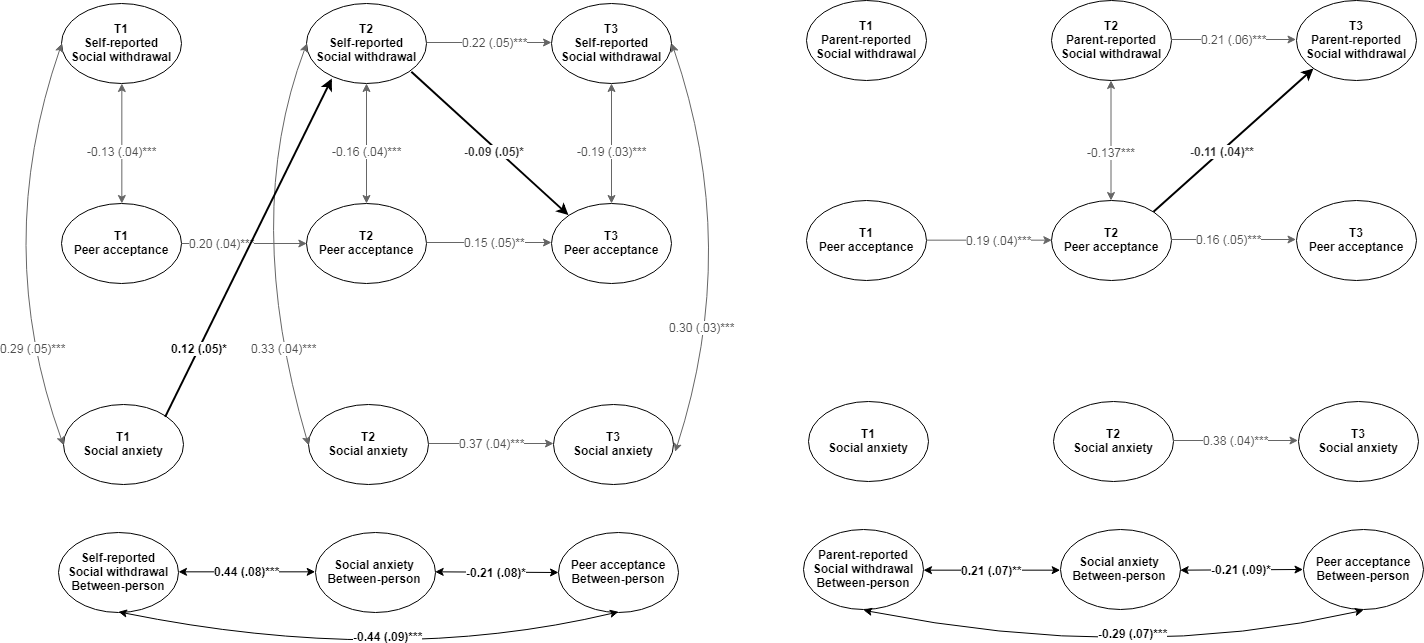 T1
Self-reported
Social withdrawal
T2
Self-reported
Social withdrawal
0.22 (.05)***
T3
Self-reported
Social withdrawal
-0.13 (.04)***
-0.16 (.04)***
-0.09 (.05)*
-0.19 (.03)***
T1
Peer acceptance
0.20 (.04)**
T2
Peer acceptance
0.15 (.05)**
T3
Peer acceptance
0.29 (.05)***
0.12 (.05)*
0.33 (.04)***
0.30 (.03)***
T1
Social anxiety
T2
Social anxiety
0.37 (.04)***
T3
Social anxiety
Self-reported
Social withdrawal
Between-person
0.44 (.08)***
Social anxiety
Between-person
-0.21 (.08)*
Peer acceptance
Between-person
-0.44 (.09)***
T1
Parent-reported
Social withdrawal
T2
Parent-reported
Social withdrawal
0.21 (.06)***
T3
Parent-reported
Social withdrawal
-0.137***
-0.11 (.04)**
T1
Peer acceptance
0.19 (.04)***
T2
Peer acceptance
0.16 (.05)***
T3
Peer acceptance
T1
Social anxiety
T2
Social anxiety
0.38 (.04)***
T3
Social anxiety
Parent-reported
Social withdrawal
Between-person
0.21 (.07)**
Social anxiety
Between-person
-0.21 (.09)*
Peer acceptance
Between-person
-0.29 (.07)***